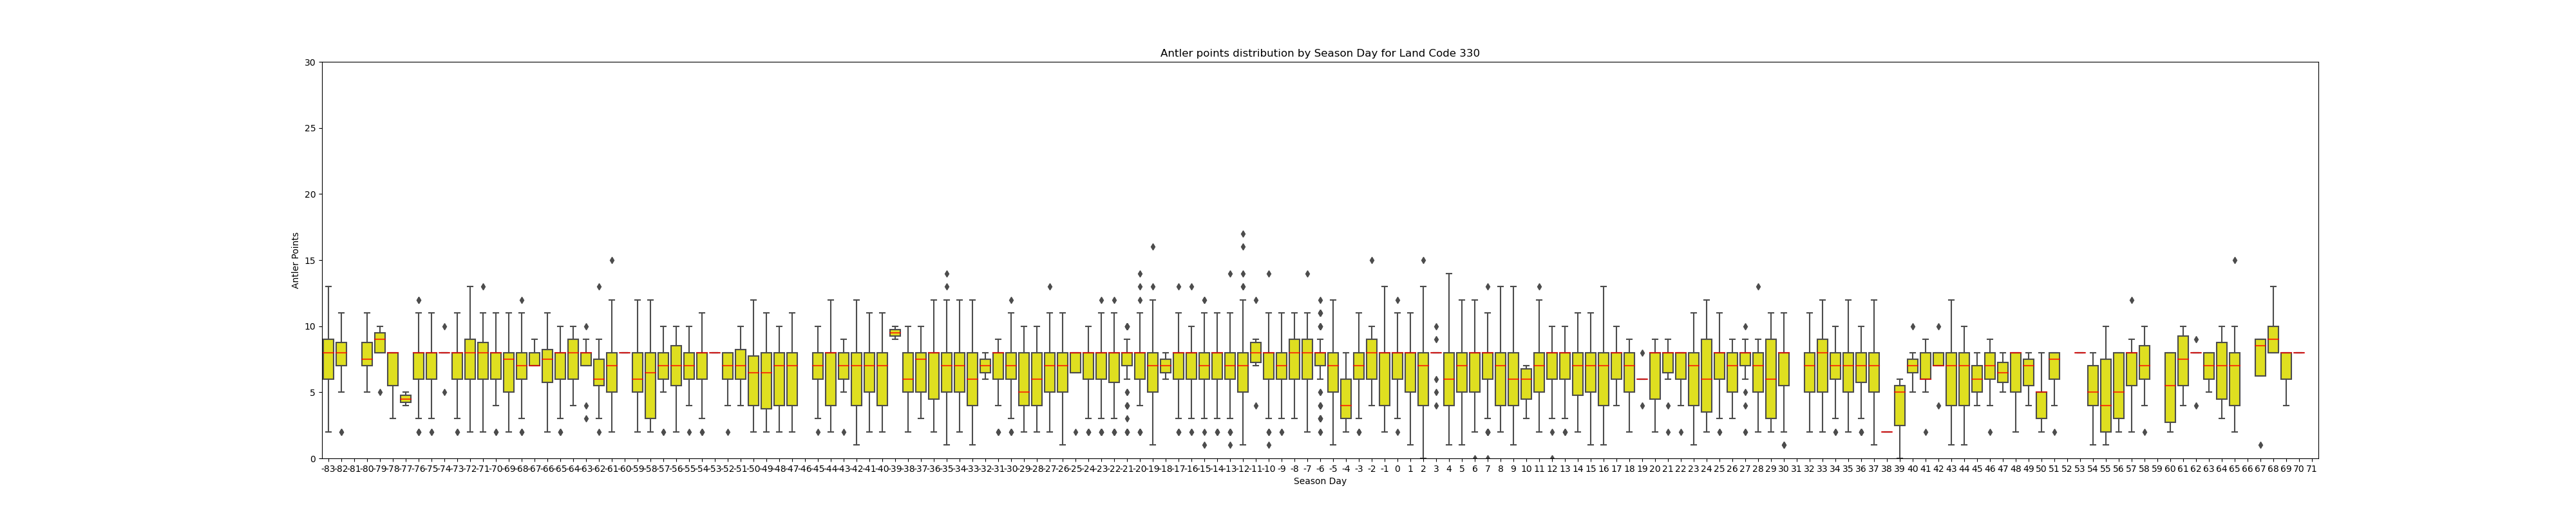 Antler points distribution by Season Day for Land Code 330
30
25
20
15
10
5
0
Antler Points
-83-82-81-80-79-78-77-76-75-74-73-72-71-70-69-68-67-66-65-64-63-62-61-60-59-58-57-56-55-54-53-52-51-50-49-48-47-46-45-44-43-42-41-40-39-38-37-36-35-34-33-32-31-30-29-28-27-26-25-24-23-22-21-20-19-18-17-16-15-14-13-12-11-10 -9 -8 -7 -6 -5 -4 -3 -2 -1 0 1 2 3 4 5 6 7 8 9 10 11 12 13 14 15 16 17 18 19 20 21 22 23 24 25 26 27 28 29 30 31 32 33 34 35 36 37 38 39 40 41 42 43 44 45 46 47 48 49 50 51 52 53 54 55 56 57 58 59 60 61 62 63 64 65 66 67 68 69 70 71
Season Day